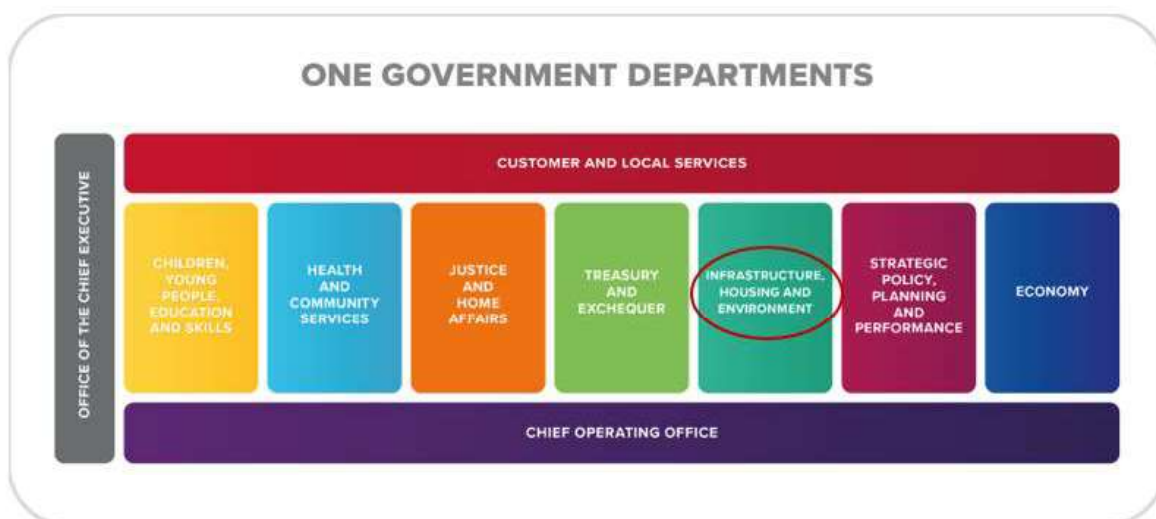 ONE GOVERNMENT DEPARTMENTS
OFFICE OF THE CHIEF EXECUTIVE
CUSTOMER AND LOCAL SERVICES
CHILDREN,
YOUNG
PEOPLE,
EDUCATION
AND SKILLS
HEALTH
AND
COMMUNITY
SERVICES
JUSTICE
AND
HOME
AFFAIRS
TREASURY
AND
EXCHEQUER
INFRASTRUCTURE,
HOUSING AND
ENVIRONMENT
STRATEGIC
POLICY,
PLANNING
AND
PERFORMANCE
ECONOMY
CHIEF OPERATING OFFICE